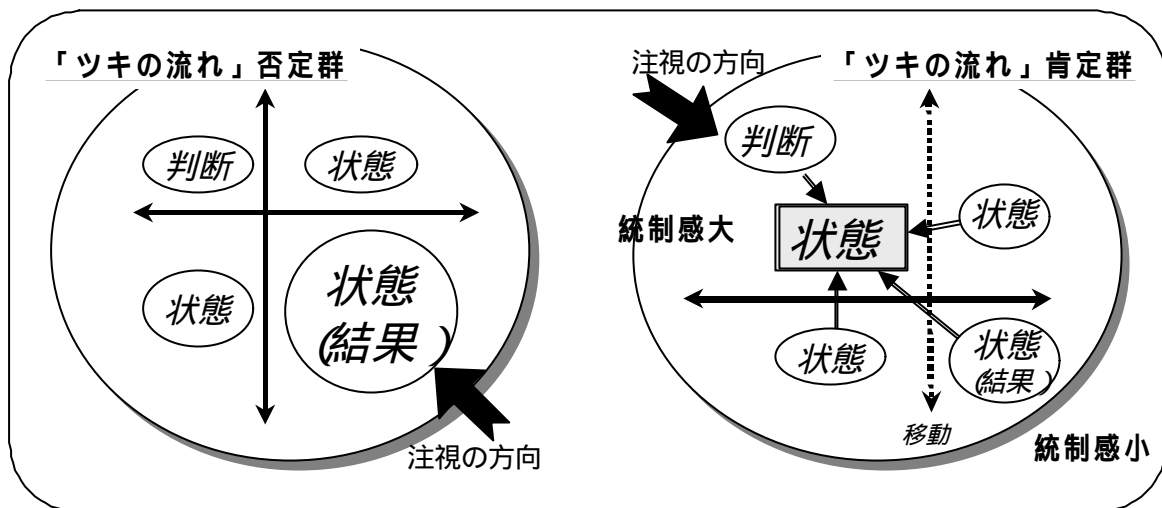 「ツキの流れ」否定群
判断
状態
状態
状態
(結果)
注視の方向
注視の方向
「ツキの流れ」肯定群
判断
統制感大
状態
状態
状態
状態
(結果)
移動
統制感小